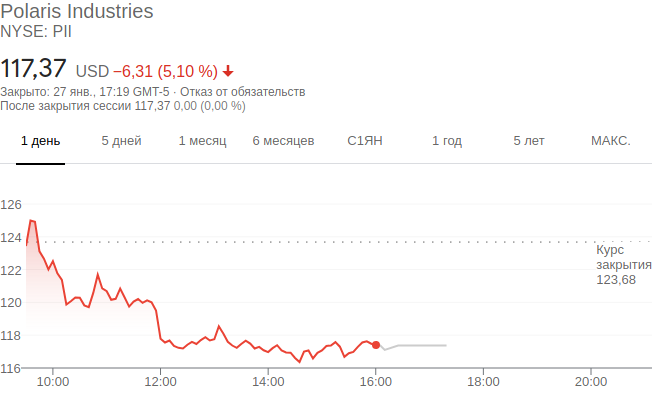 Polaris Industries
NYSE: PII
117,37 USD −6,31 (5,10 %)
Закрыто: 27 янв., 17:19 GMT-5 · Отказ от обязательств
После закрытия сессии 117,37 0,00 (0,00 %)
1 день 5 дней 1 месяц 6 месяцев С1ЯН 1 год 5 лет МАКС.
126
124
Курс
закрытия
123,68
122
120
118
116
10:00 12:00 14:00 16:00 18:00 20:00